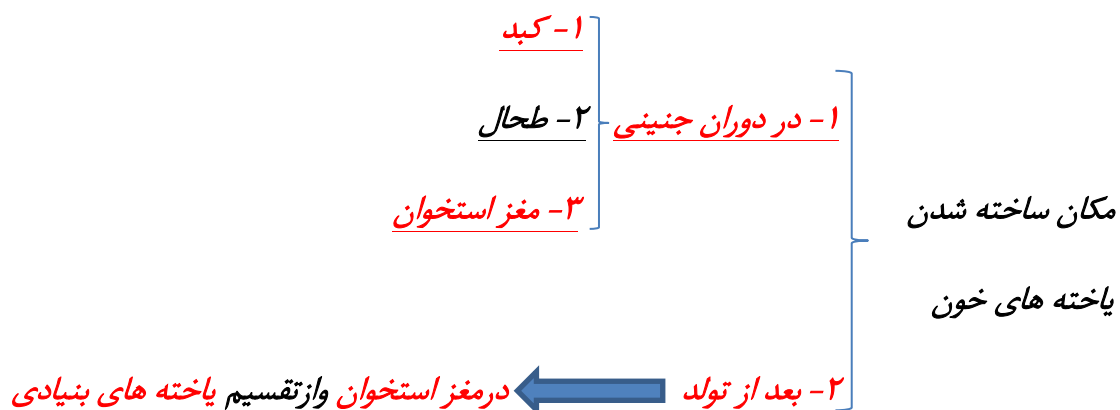 مکان ساخته شدن
یاخته های خون
۱- در دوران جنینی
۱- کبد
۲- طحال
۳- مغز استخوان
۲- بعد از تولد
درمغز استخوان وازتقسیم یاخته های بنیادی